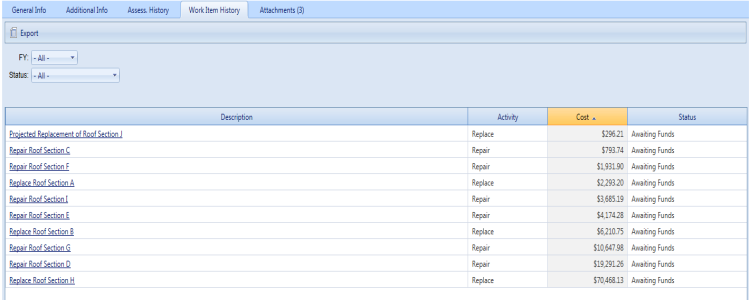 General Info Additional Info Assess. History Work Item History Attachments (3)
Export
FY: - All -
Status: - All -
Description Activity Cost Status
Projected Replacement of Roof Section J Replace $296.21 Awaiting Funds
Repair Roof Section C Repair $793.74 Awaiting Funds
Repair Roof Section F Repair $1,931.90 Awaiting Funds
Replace Roof Section A Replace $2,293.20 Awaiting Funds
Repair Roof Section I Repair $3,685.19 Awaiting Funds
Repair Roof Section E Repair $4,174.28 Awaiting Funds
Replace Roof Section B Replace $6,210.75 Awaiting Funds
Repair Roof Section G Repair $10,647.98 Awaiting Funds
Repair Roof Section D Repair $19,291.26 Awaiting Funds
Replace Roof Section H Replace $70,468.13 Awaiting Funds